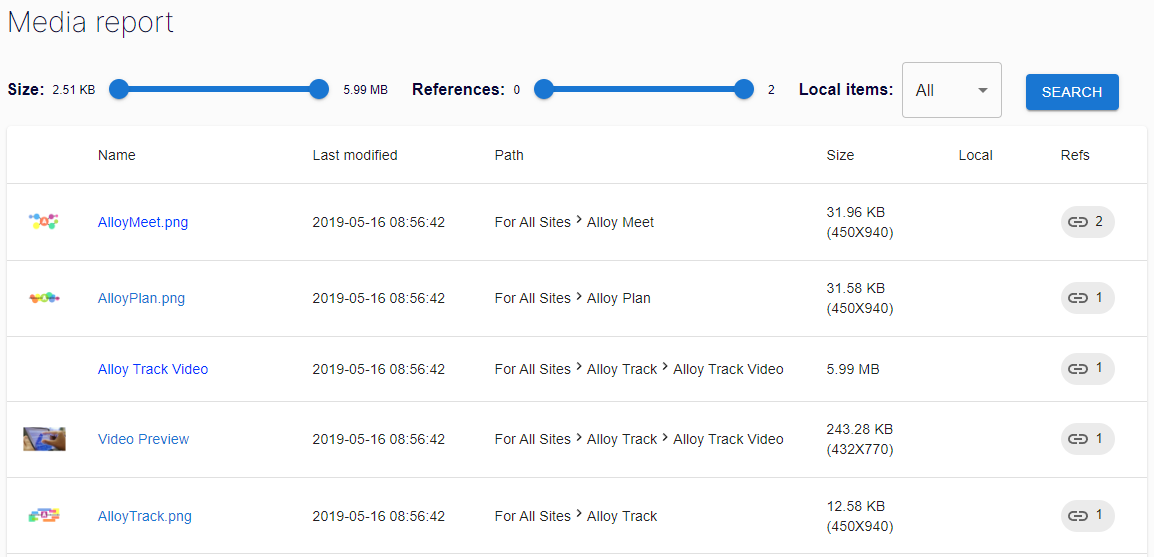 Media report
Size: 2.51 KB 5.99 MB References: 0 2 Local items: All SEARCH
Name Last modified Path Size Local Refs
AlloyMeet.png 2019-05-16 08:56:42 For All Sites > Alloy Meet 31.96 KB (450X940) 2
AlloyPlan.png 2019-05-16 08:56:42 For All Sites > Alloy Plan 31.58 KB (450X940) 1
Alloy Track Video 2019-05-16 08:56:42 For All Sites > Alloy Track > Alloy Track Video 5.99 MB 1
Video Preview 2019-05-16 08:56:42 For All Sites > Alloy Track > Alloy Track Video 243.28 KB (432X770) 1
AlloyTrack.png 2019-05-16 08:56:42 For All Sites > Alloy Track 12.58 KB (450X940) 1